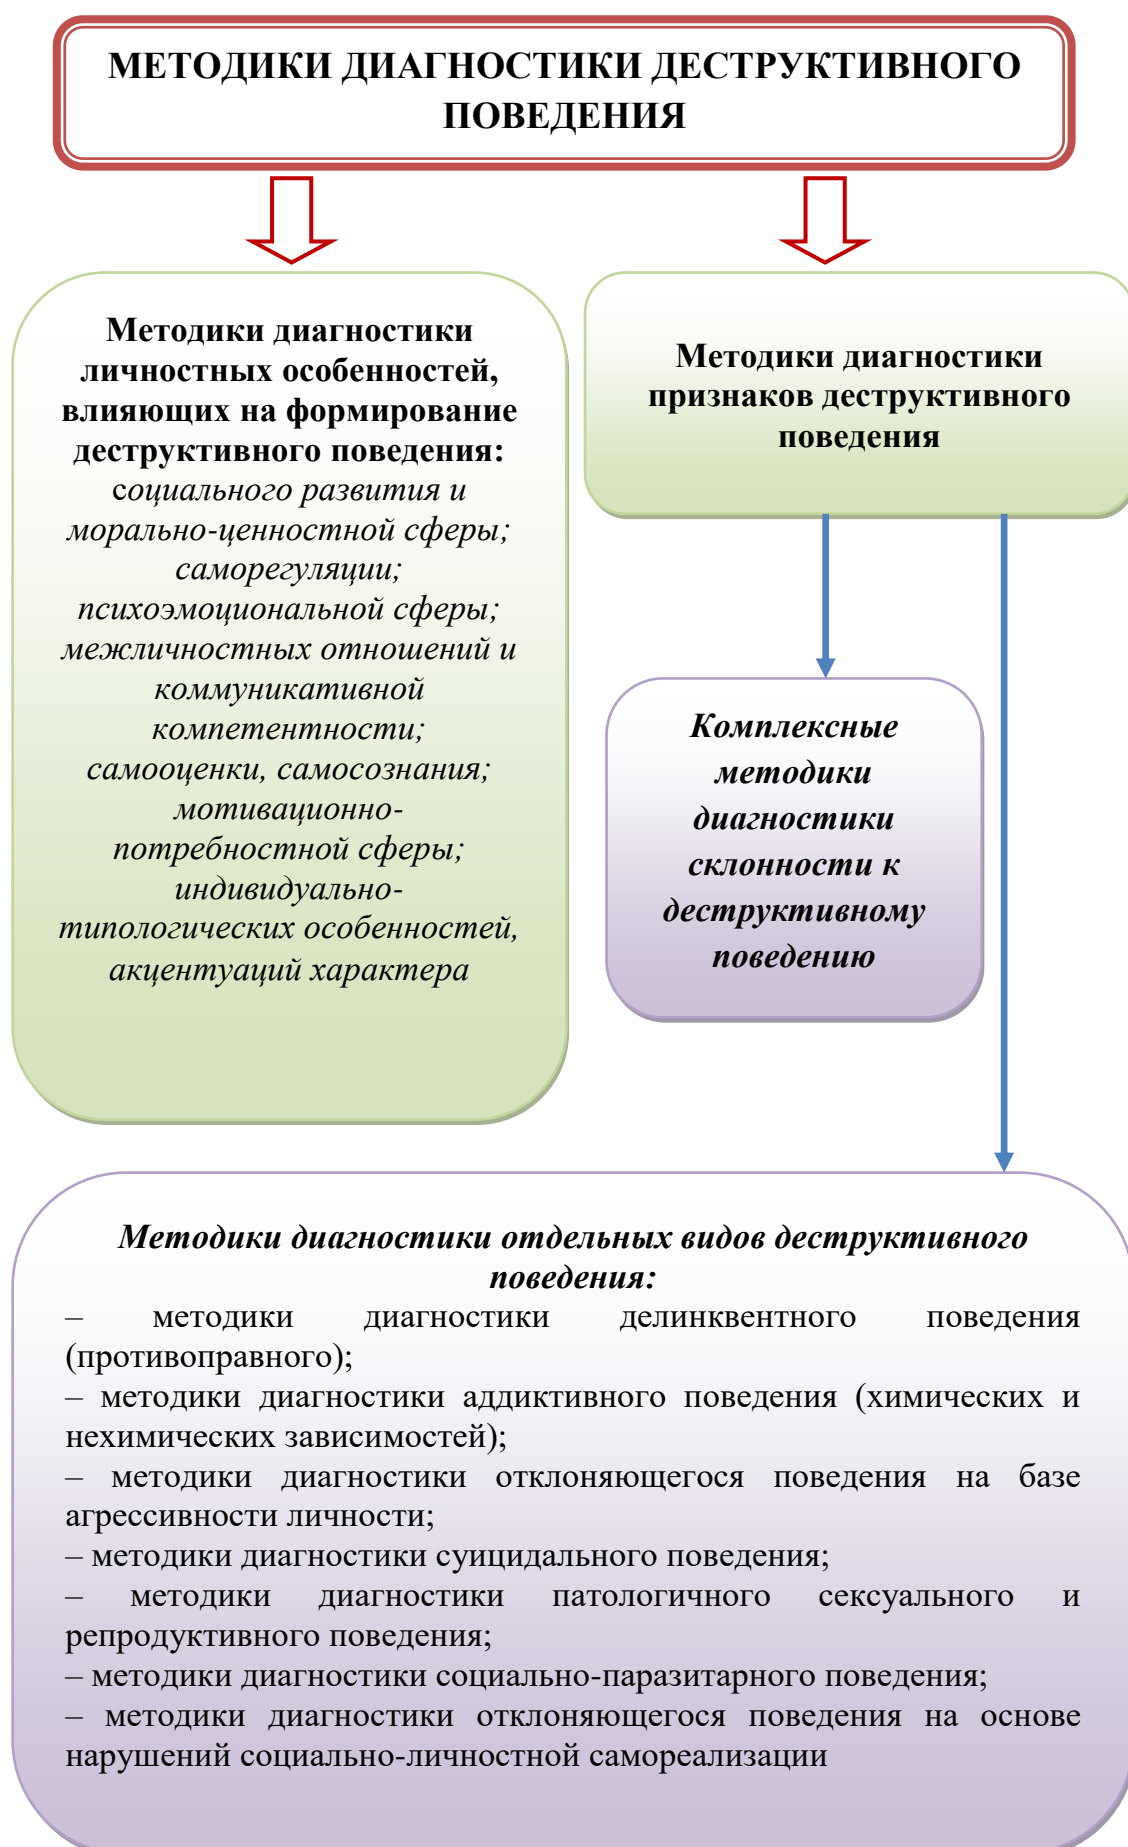 МЕТОДИКИ ДИАГНОСТИКИ ДЕСТРУКТИВНОГО
ПОВЕДЕНИЯ
Методики диагностики
личностных особенностей,
влияющих на формирование
деструктивного поведения:
социального развития и
морально-ценностной сферы;
саморегуляции;
психоэмоциональной сферы;
межличностных отношений и
коммуникативной
компетентности;
самооценки, самосознания;
мотивационно-
потребностной сферы;
индивидуально-
типологических особенностей,
акцентуаций характера
Методики диагностики
признаков деструктивного
поведения
Комплексные
методики
диагностики
склонности к
деструктивному
поведению
Методики диагностики отдельных видов деструктивного
поведения:
– методики диагностики делинквентного поведения
(противоправного);
– методики диагностики аддиктивного поведения (химических и
нехимических зависимостей);
– методики диагностики отклоняющегося поведения на базе
агрессивности личности;
– методики диагностики суицидального поведения;
– методики диагностики патологичного сексуального и
репродуктивного поведения;
– методики диагностики социально-паразитарного поведения;
– методики диагностики отклоняющегося поведения на основе
нарушений социально-личностной самореализации